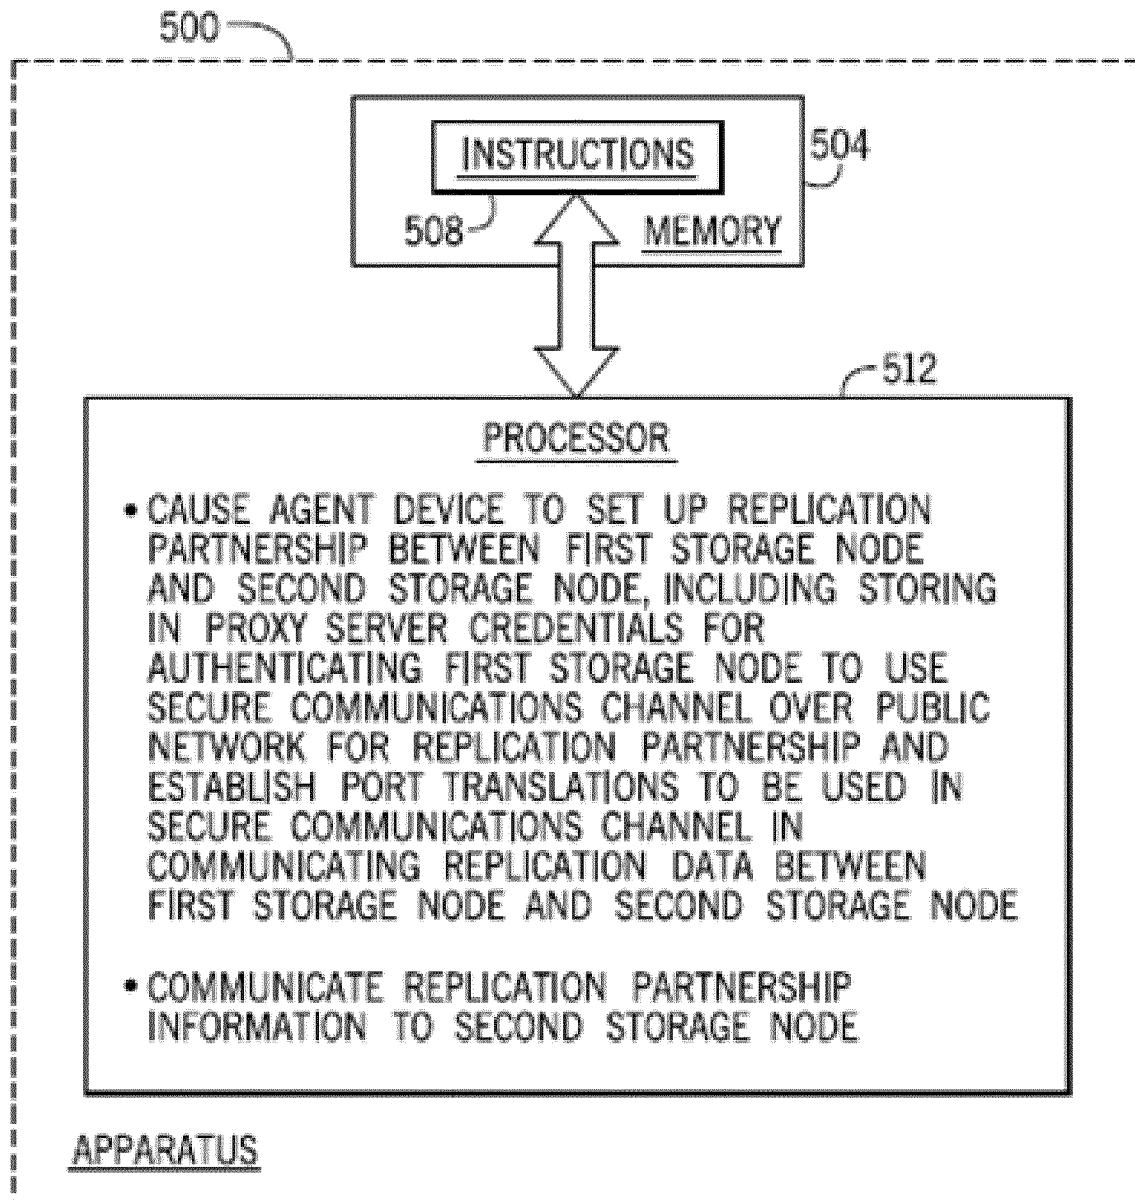 500
INSTRUCTIONS
504
508
MEMORY
512
PROCESSOR
• CAUSE AGENT DEVICE TO SET UP REPLICATION
PARTNERSHIP BETWEEN FIRST STORAGE NODE
AND SECOND STORAGE NODE, INCLUDING STORING
IN PROXY SERVER CREDENTIALS FOR
AUTHENTICATING FIRST STORAGE NODE TO USE
SECURE COMMUNICATIONS CHANNEL OVER PUBLIC
NETWORK FOR REPLICATION PARTNERSHIP AND
ESTABLISH PORT TRANSLATIONS TO BE USED IN
SECURE COMMUNICATIONS CHANNEL IN
COMMUNICATING REPLICATION DATA BETWEEN
FIRST STORAGE NODE AND SECOND STORAGE NODE
• COMMUNICATE REPLICATION PARTNERSHIP
INFORMATION TO SECOND STORAGE NODE
APPARATUS